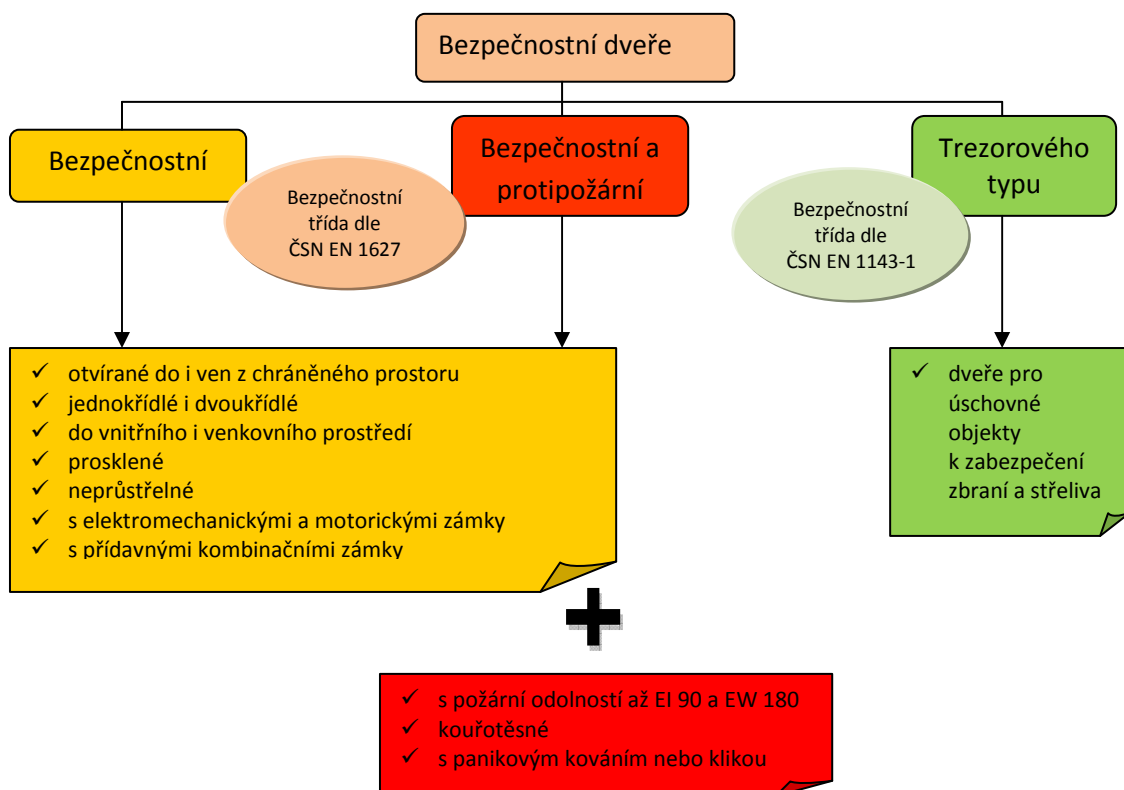 Bezpečnostní dveře
Bezpečnostní
Bezpečnostní a
protipožární
Trezorového
typu
Bezpečnostní
třída dle
ČSN EN 1627
Bezpečnostní
třída dle
ČSN EN 1143-1
✓ otvírané do i ven z chráněného prostoru
✓ jednokřídlé i dvoukřídlé
✓ do vnitřního i venkovního prostředí
✓ prosklené
✓ neprůstřelné
✓ s elektromechanickými a motorickými zámky
✓ s přídavnými kombinačními zámky
✓ dveře pro
úschovné
objekty
k zabezpečení
zbraní a střeliva
✓ s požární odolností až EI 90 a EW 180
✓ kouřotěsné
✓ s panikovým kováním nebo klikou